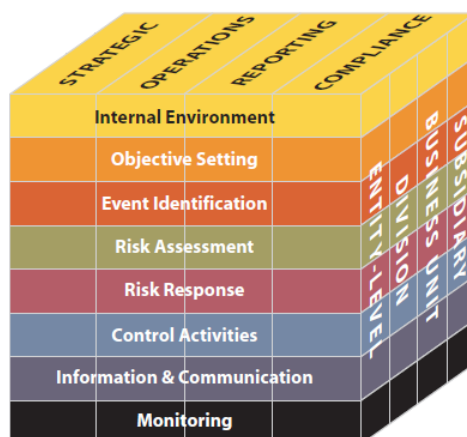 STRATEGIC
OPERATIONS
REPORTING
COMPLIANCE
Internal Environment
Objective Setting
Event Identification
Risk Assessment
Risk Response
Control Activities
Information & Communication
Monitoring
ENTITY-LEVEL
DIVISION
BUSINESS UNIT
SUBSIDIARY